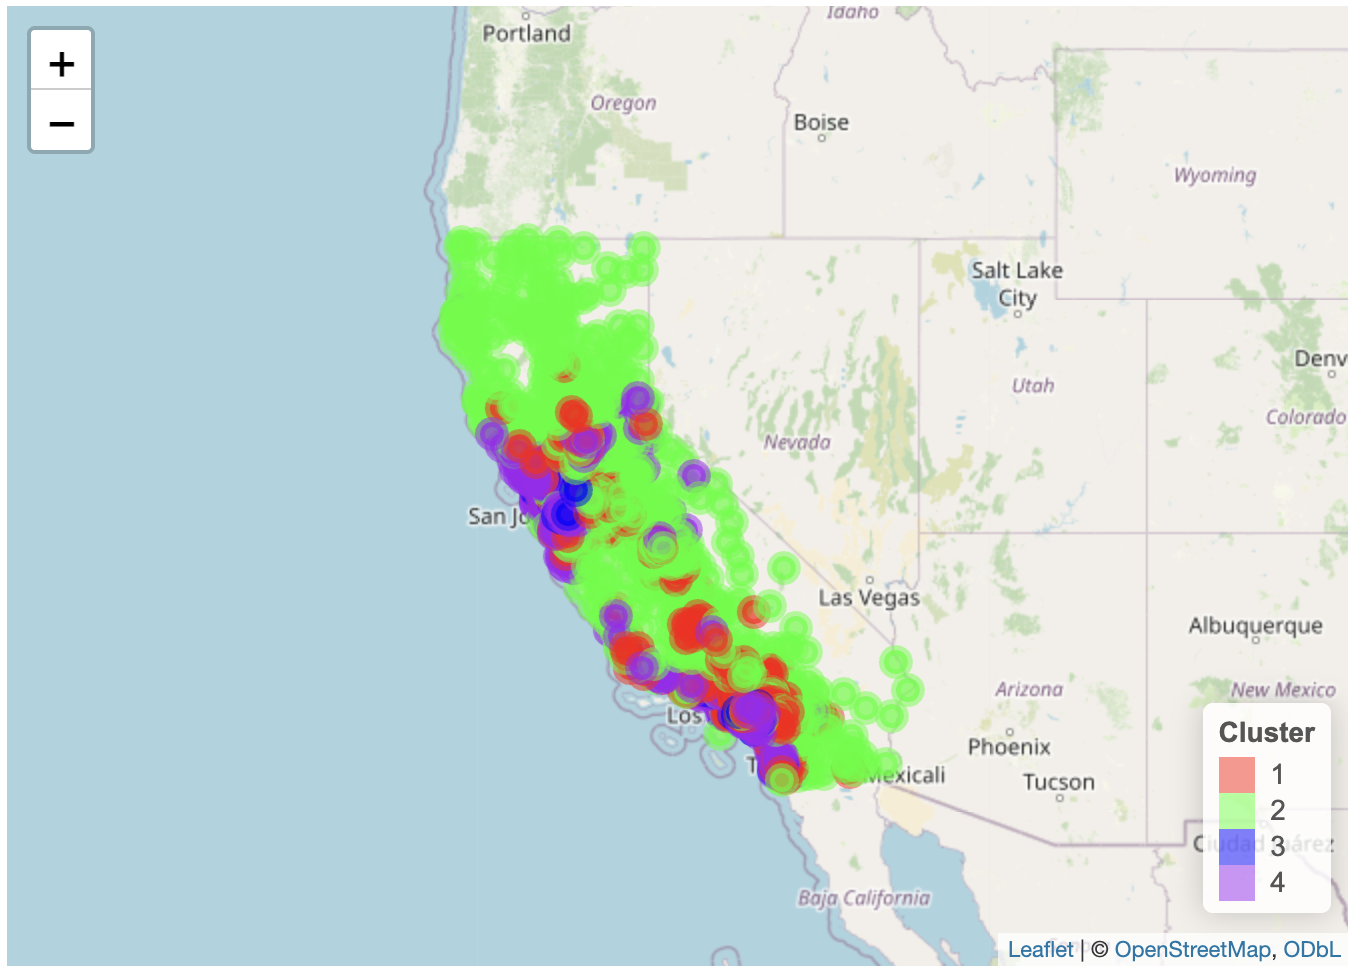 +
−
Idaho
Portland
Oregon
Boise
Wyoming
Salt Lake
City
Denv
Utah
Colorado
Nevada
San Jo
Las Vegas
Albuquerque
Arizona
New Mexico
Los
Phoenix
T
Mexicali
Tucson
Ciudad Juárez
Baja California
Cluster
1
2
3
4
Leaflet | © OpenStreetMap, ODbL